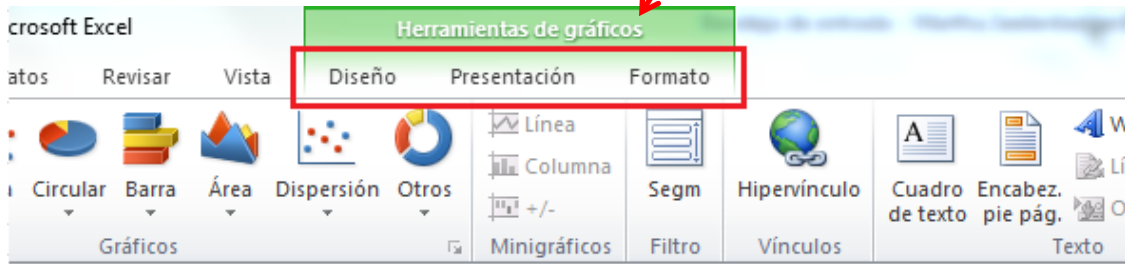 crosoft Excel
Herramientas de gráficos
atos Revisar Vista Diseño Presentación Formato
Línea
Columna
+/-
Circular Barra Área Dispersión Otros Segm Hipervínculo Cuadro de texto Encabez. pie pág.
Gráficos Minigráficos Filtro Vínculos Texto